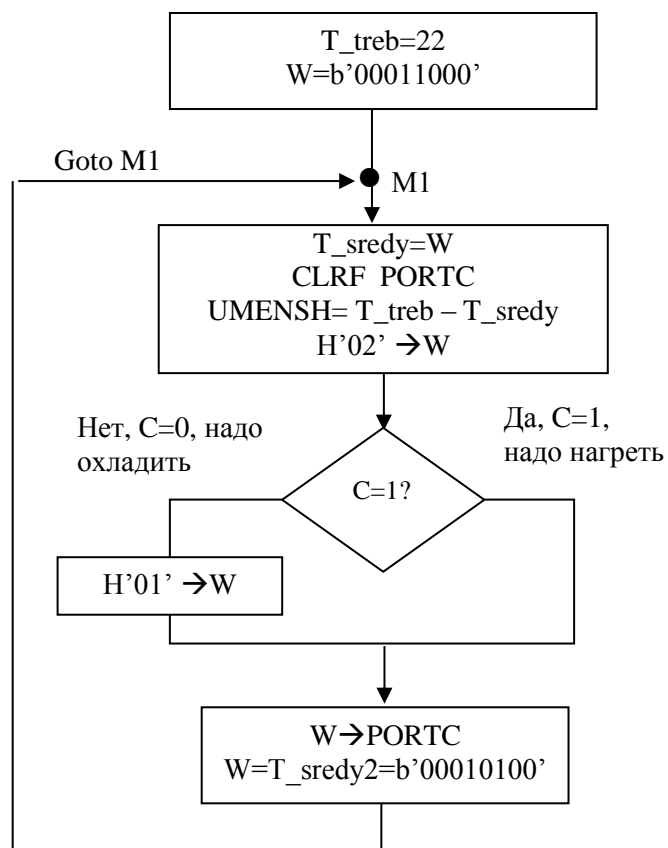 T_treb=22
W=b’00011000’
Goto M1
M1
T_sredy=W
CLRF PORTC
UMENSH= T_treb – T_sredy
H’02’ →W
Нет, C=0, надо
охладить
Да, C=1,
надо нагреть
C=1?
H’01’ →W
W→PORTC
W=T_sredy2=b’00010100’